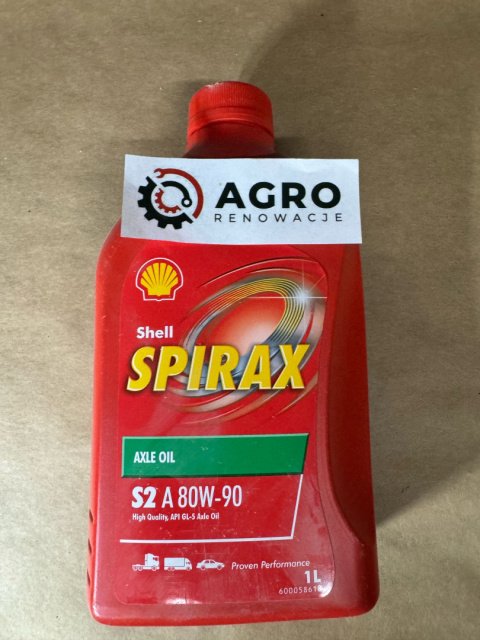 AGRO
RENOWACJE
Shell
SPIRAX
AXLE OIL
S2 A 80W-90
High Quality, API GL-5 Axle Oil
Proven Performance
1L